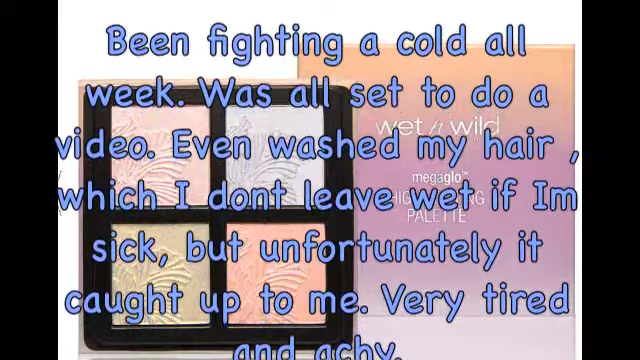 Been fighting a cold all
week. Was all set to do a
video. Even washed my hair ,
which I dont leave wet if Im
sick, but unfortunately it
caught up to me. Very tired
and achy.
wet n wild
megaglo™
PALETTE